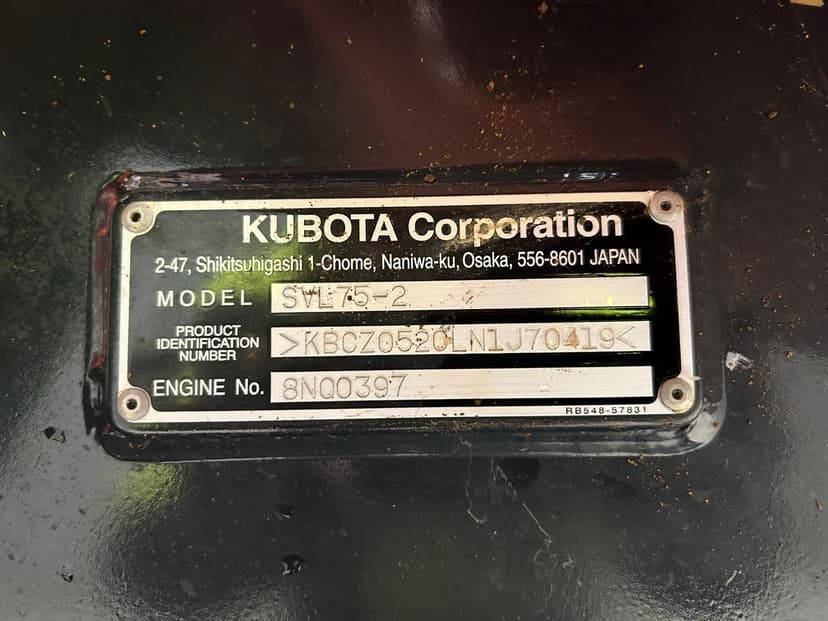 KUBOTA Corporation
2-47, Shikitsuhigashi 1-Chome, Naniwa-ku, Osaka, 556-8601 JAPAN
MODEL SVL75-2
PRODUCT
IDENTIFICATION
NUMBER
>KBCZ052CLN1J70419<
ENGINE No. 8NQ0397
RB548-57831